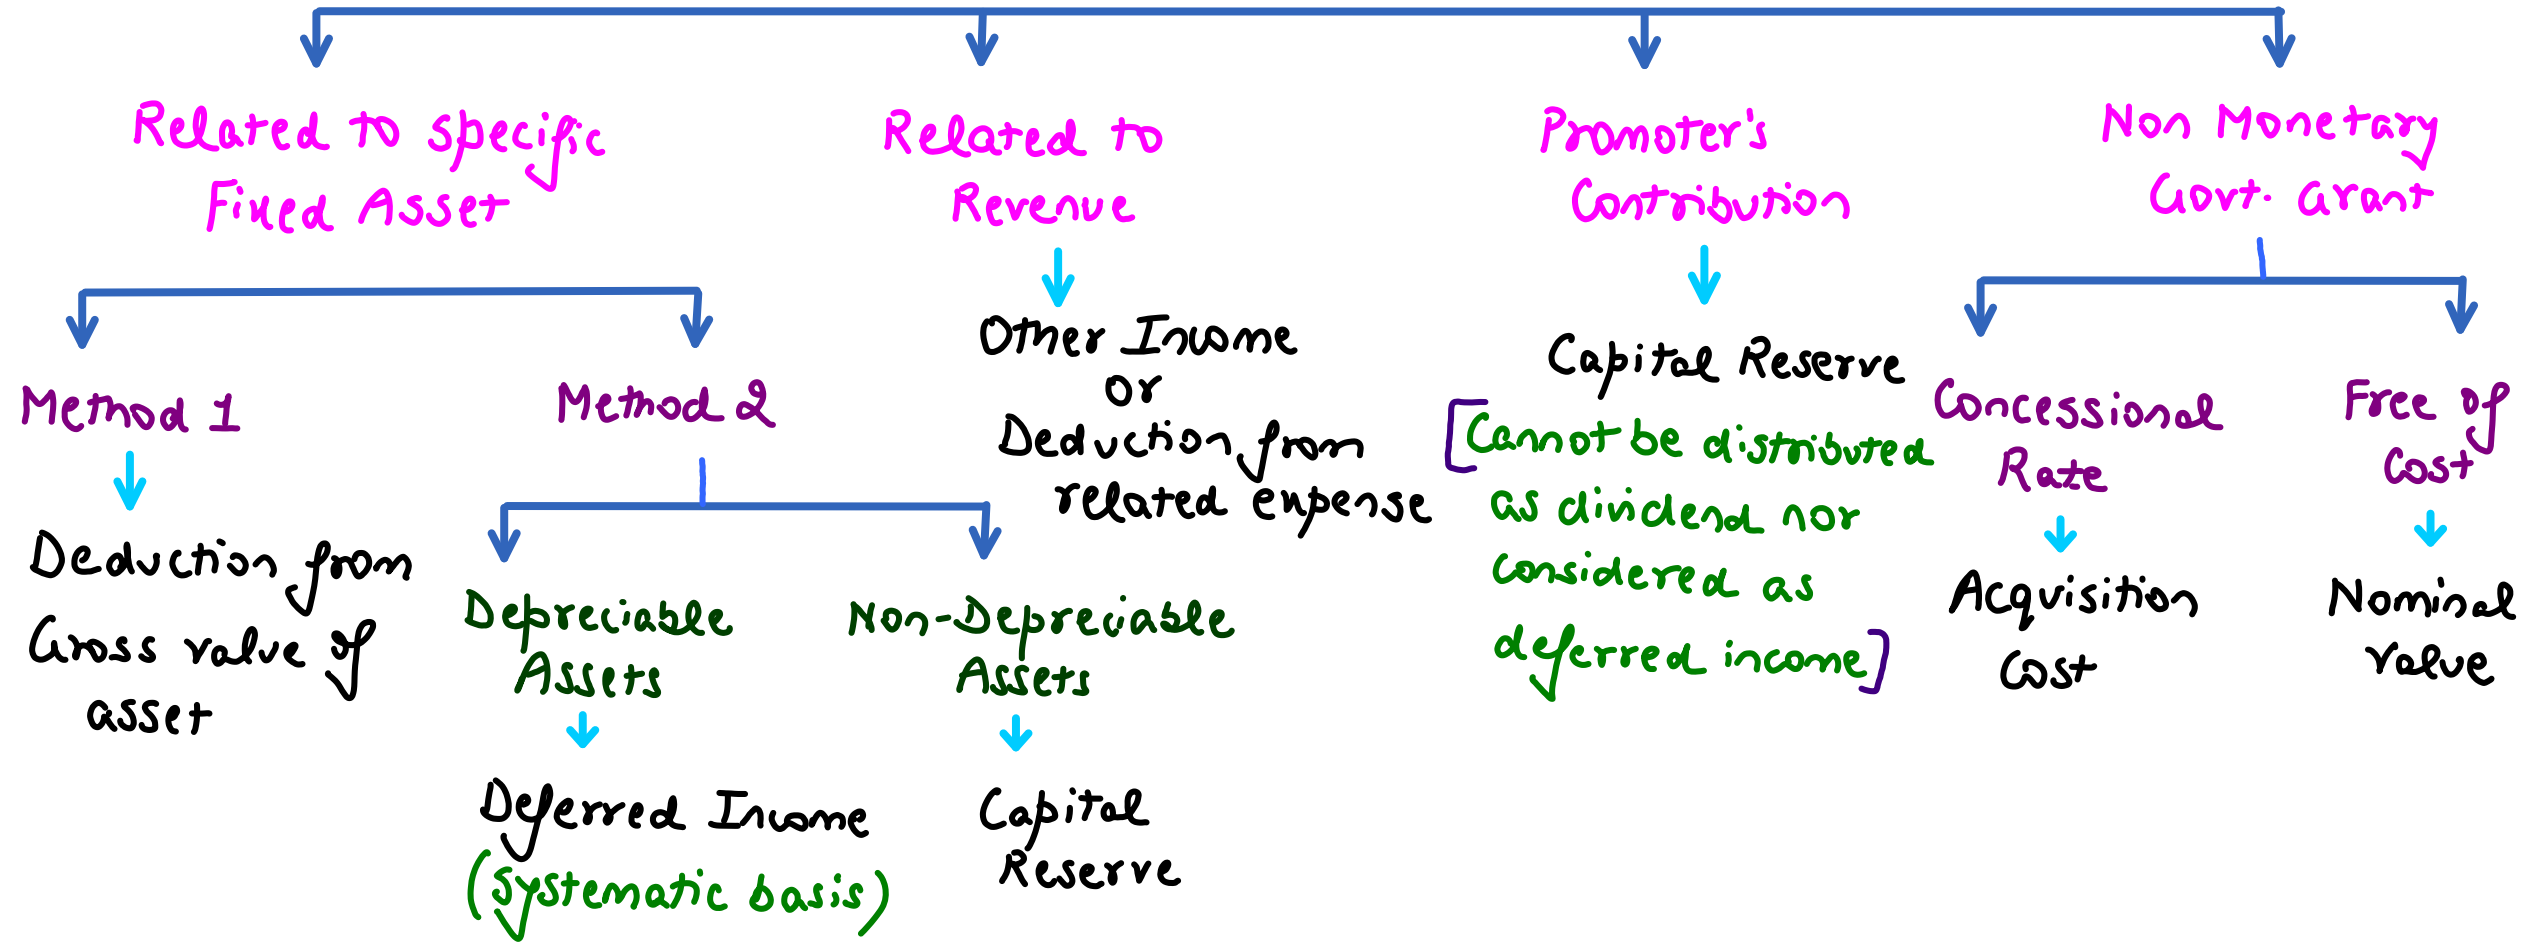 Related to specific
Fixed Asset
Related to
Revenue
Promoter's
Contribution
Non Monetary
Govt. Grant
Method 1
Deduction from
Gross value of
asset
Method 2
Depreciable
Assets
Deferred Income
(systematic basis)
Non-Depreciable
Assets
Capital
Reserve
Other Income
or
Deduction from
related expense
Capital Reserve
[Cannot be distributed
as dividend nor
considered as
deferred income]
Concessional
Rate
Acquisition
Cost
Free of
Cost
Nominal
Value